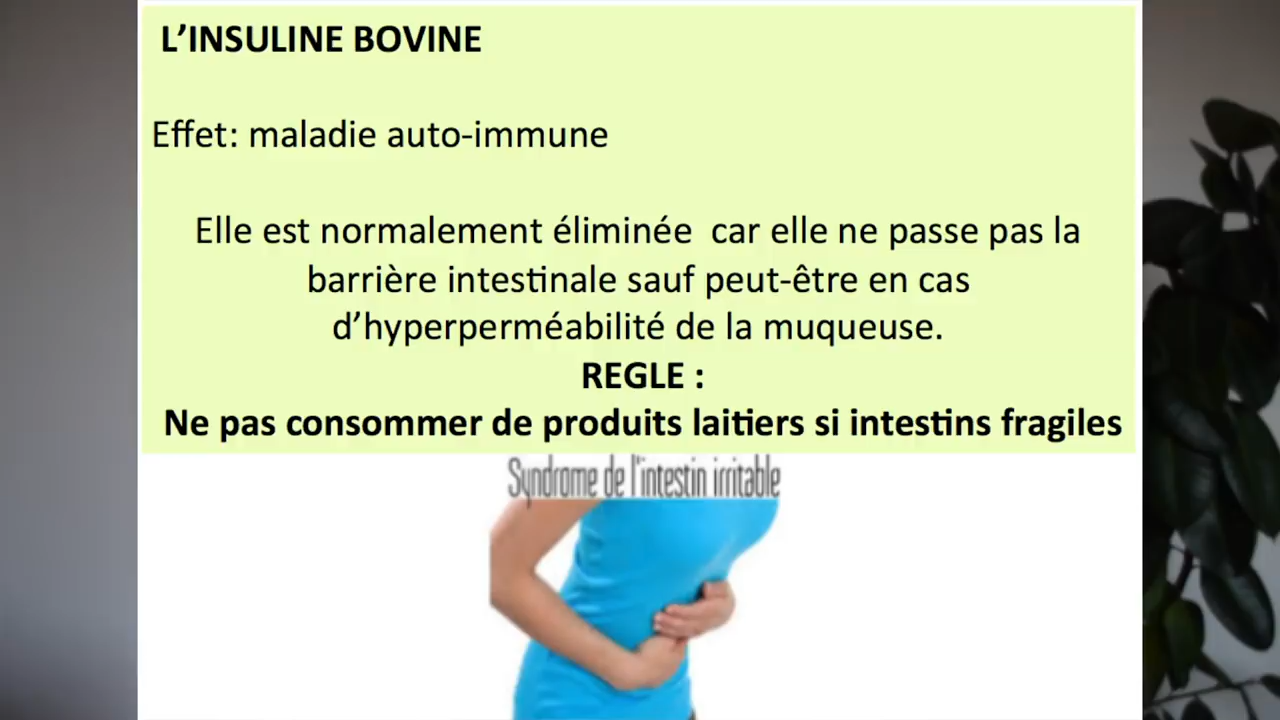 L’INSULINE BOVINE
Effet: maladie auto-immune
Elle est normalement éliminée car elle ne passe pas la
barrière intestinale sauf peut-être en cas
d’hyperperméabilité de la muqueuse.
REGLE :
Ne pas consommer de produits laitiers si intestins fragiles
Syndrome de l'intestin irritable